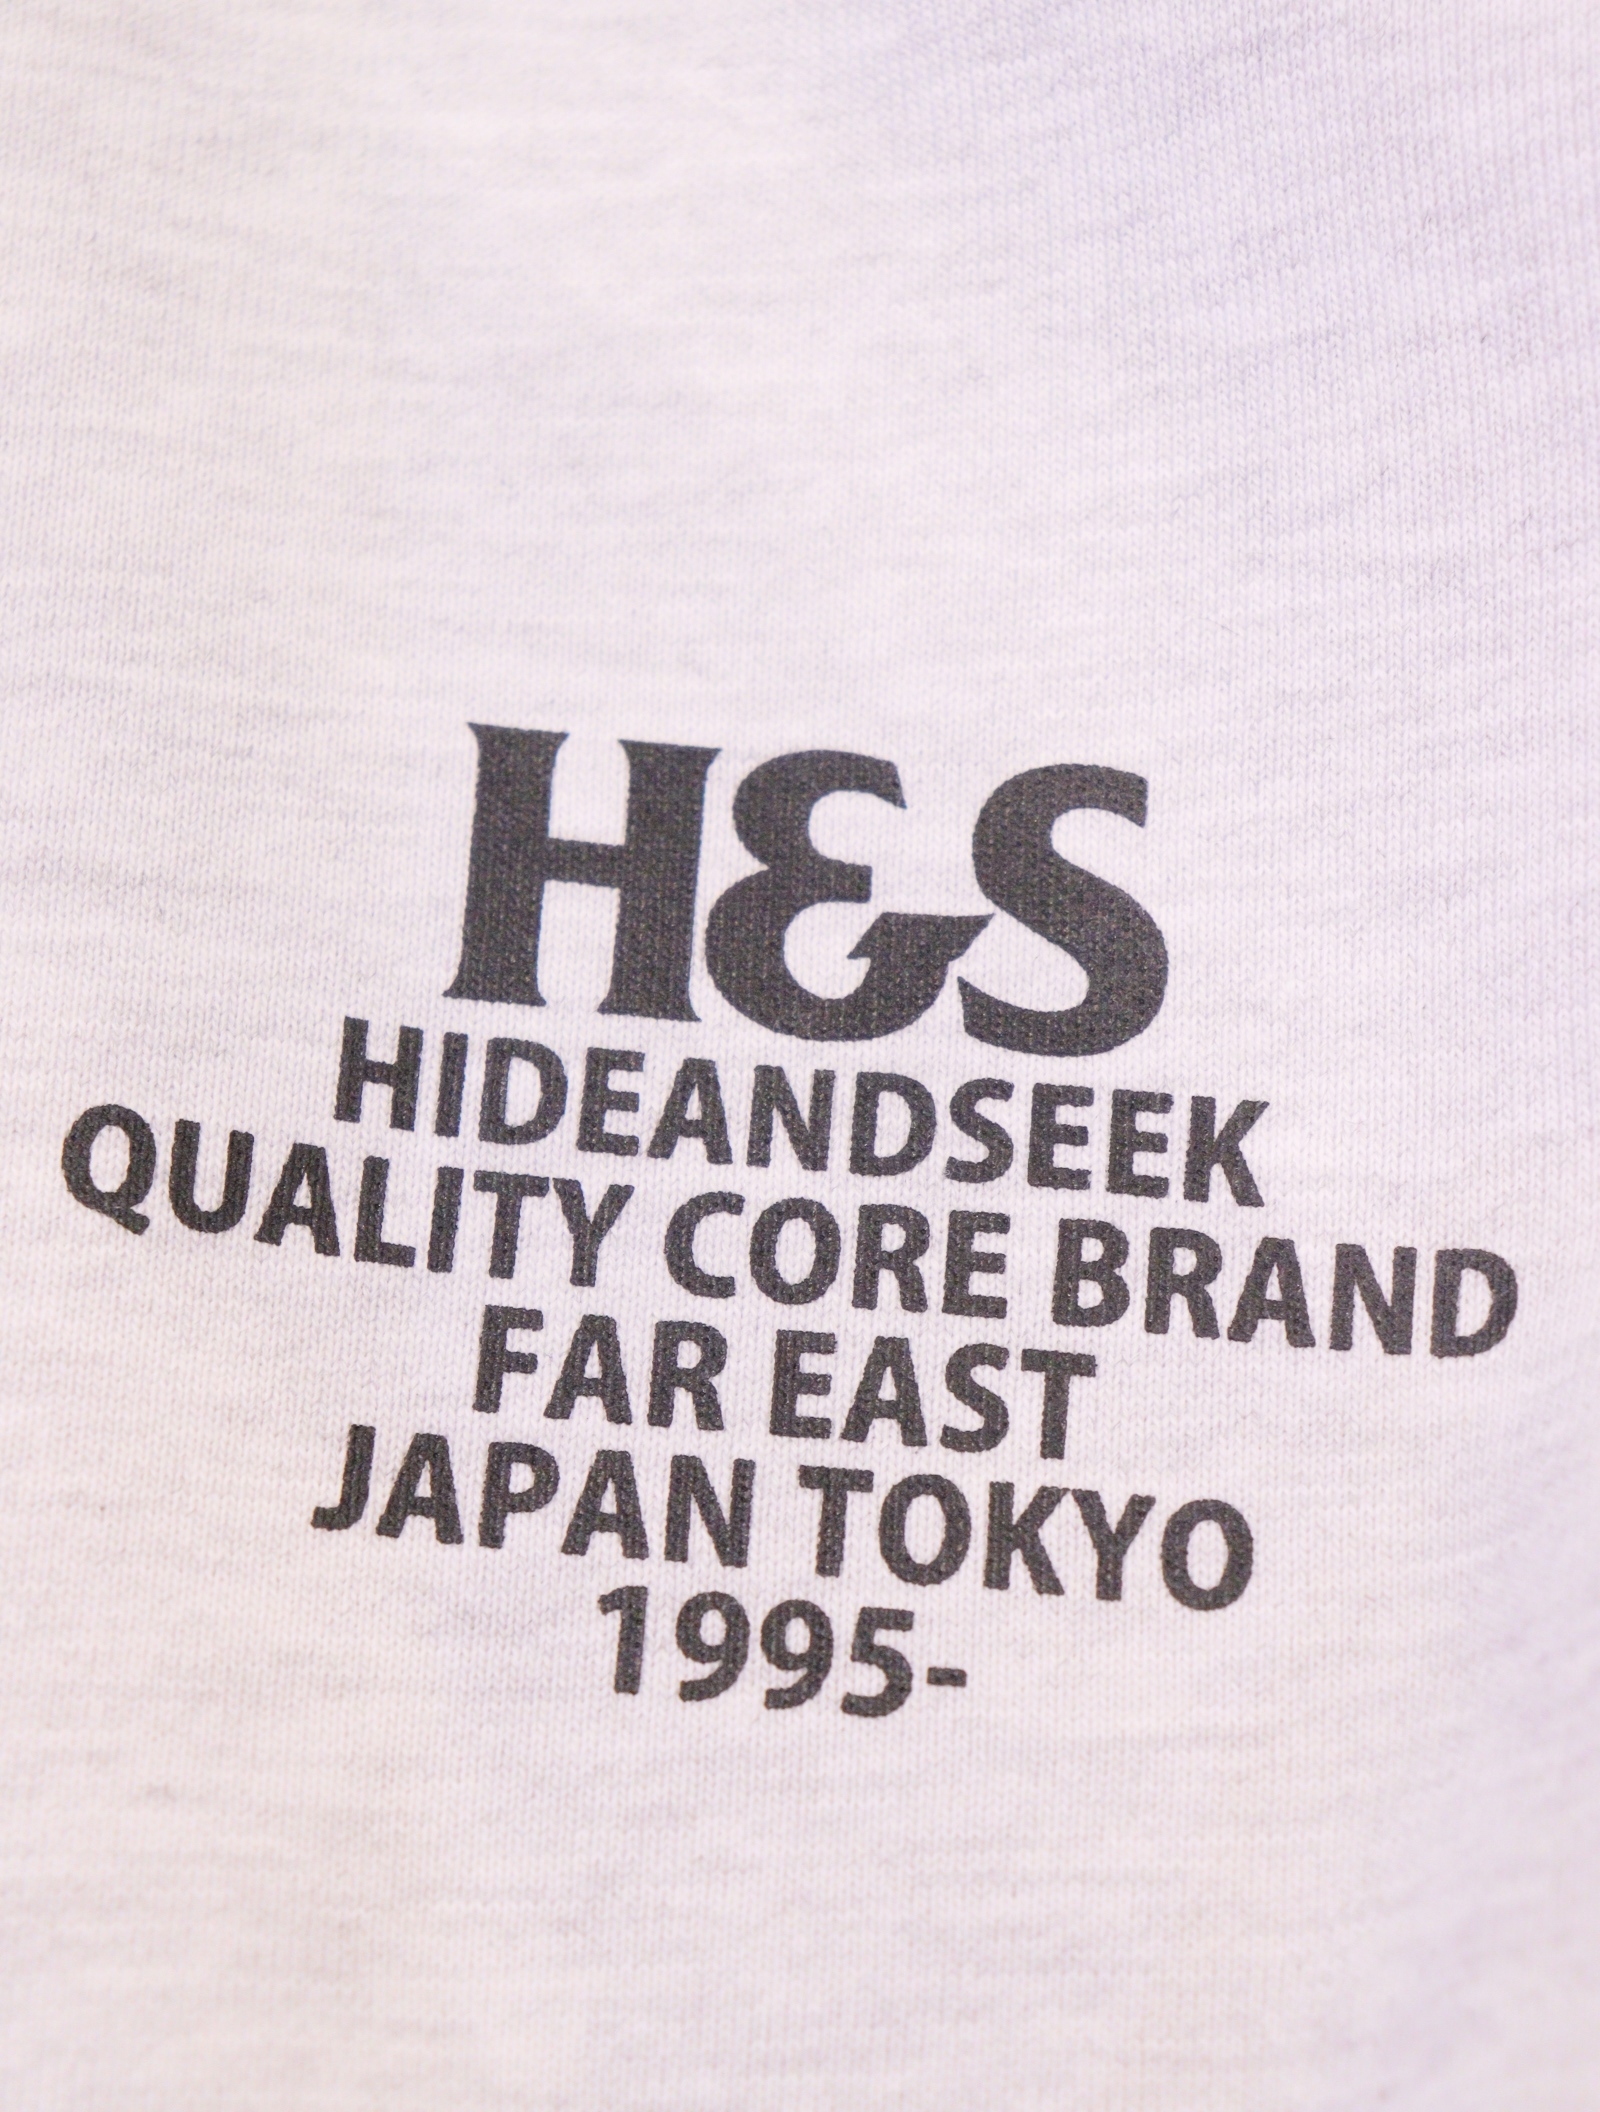 H&S
HIDEANDSEEK
QUALITY CORE BRAND
FAR EAST
JAPAN TOKYO
1995-